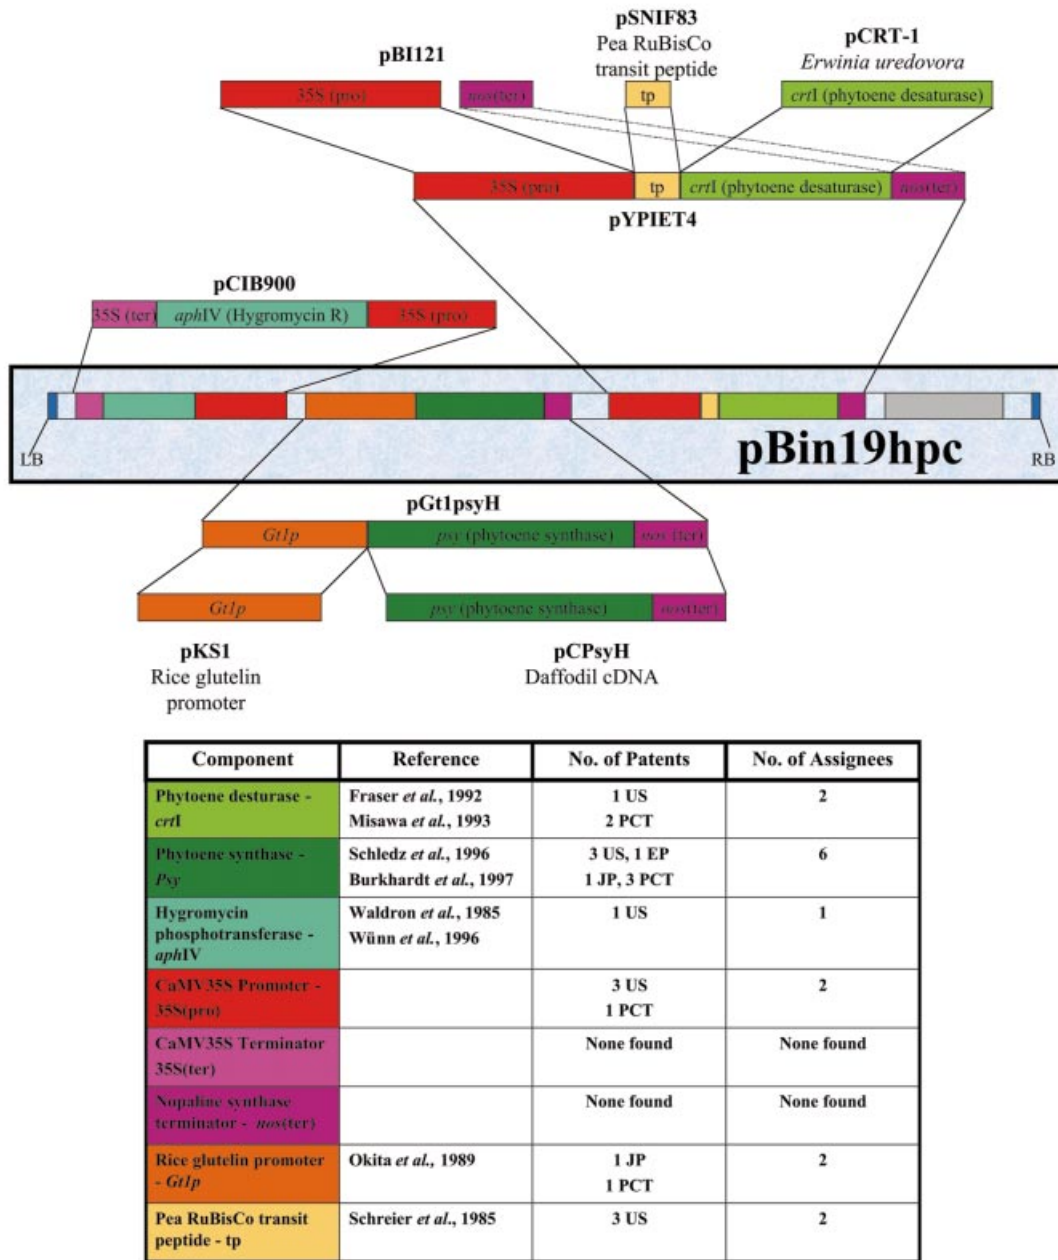 pSNIF83
Pea RuBisCo
transit peptide
pCRT-1
Erwinia uredovora
pBI121
35S (pro)
nos(ter)
tp
crtI (phytoene desaturase)
35S (pro)
tp
crtI (phytoene desaturase)
nos(ter)
pYPIET4
pCIB900
35S (ter)
aphIV (Hygromycin R)
35S (pro)
LB
pBin19hpc
RB
pGt1psyH
Gt1p
psy (phytoene synthase)
nos (ter)
Gt1p
psy (phytoene synthase)
nos(ter)
pKS1
Rice glutelin
promoter
pCPsyH
Daffodil cDNA
Component
Reference
No. of Patents
No. of Assignees
Phytoene desturase -
crtI
Fraser et al., 1992
Misawa et al., 1993
1 US
2 PCT
2
Phytoene synthase -
Psy
Schledz et al., 1996
Burkhardt et al., 1997
3 US, 1 EP
1 JP, 3 PCT
6
Hygromycin
phosphotransferase -
aphIV
Waldron et al., 1985
Wünn et al., 1996
1 US
1
CaMV35S Promoter -
35S(pro)
3 US
1 PCT
2
CaMV35S Terminator
35S(ter)
None found
None found
Nopaline synthase
terminator - nos(ter)
None found
None found
Rice glutelin promoter
- Gt1p
Okita et al., 1989
1 JP
1 PCT
2
Pea RuBisCo transit
peptide - tp
Schreier et al., 1985
3 US
2